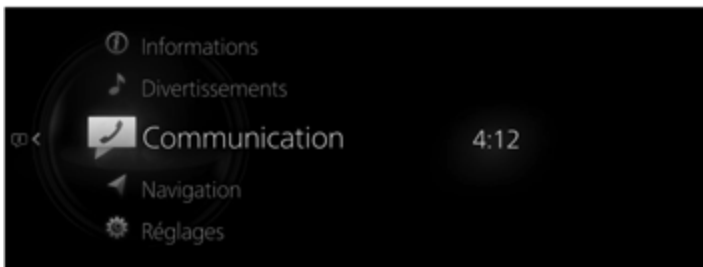 Informations
Divertissements
Communication
4:12
Navigation
Réglages